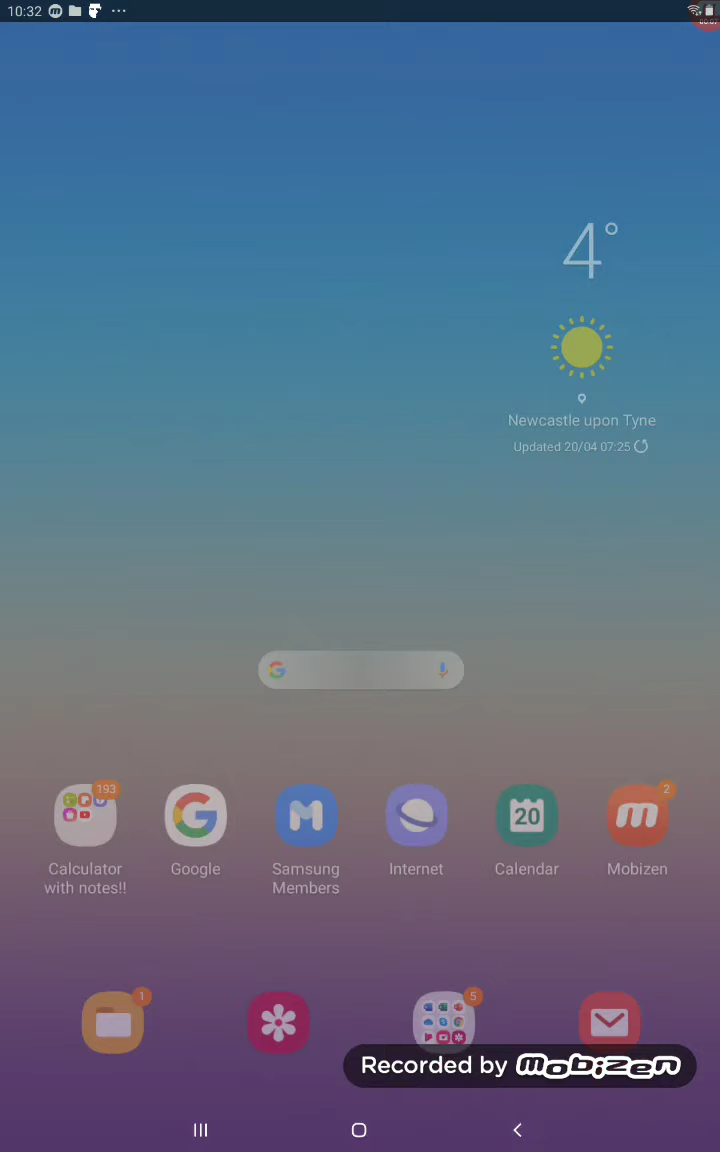 10:32
4°
Newcastle upon Tyne
Updated 20/04 07:25
193
20
2
Calculator with notes!!
Google
Samsung Members
Internet
Calendar
Mobizen
1
5
Recorded by mobizen